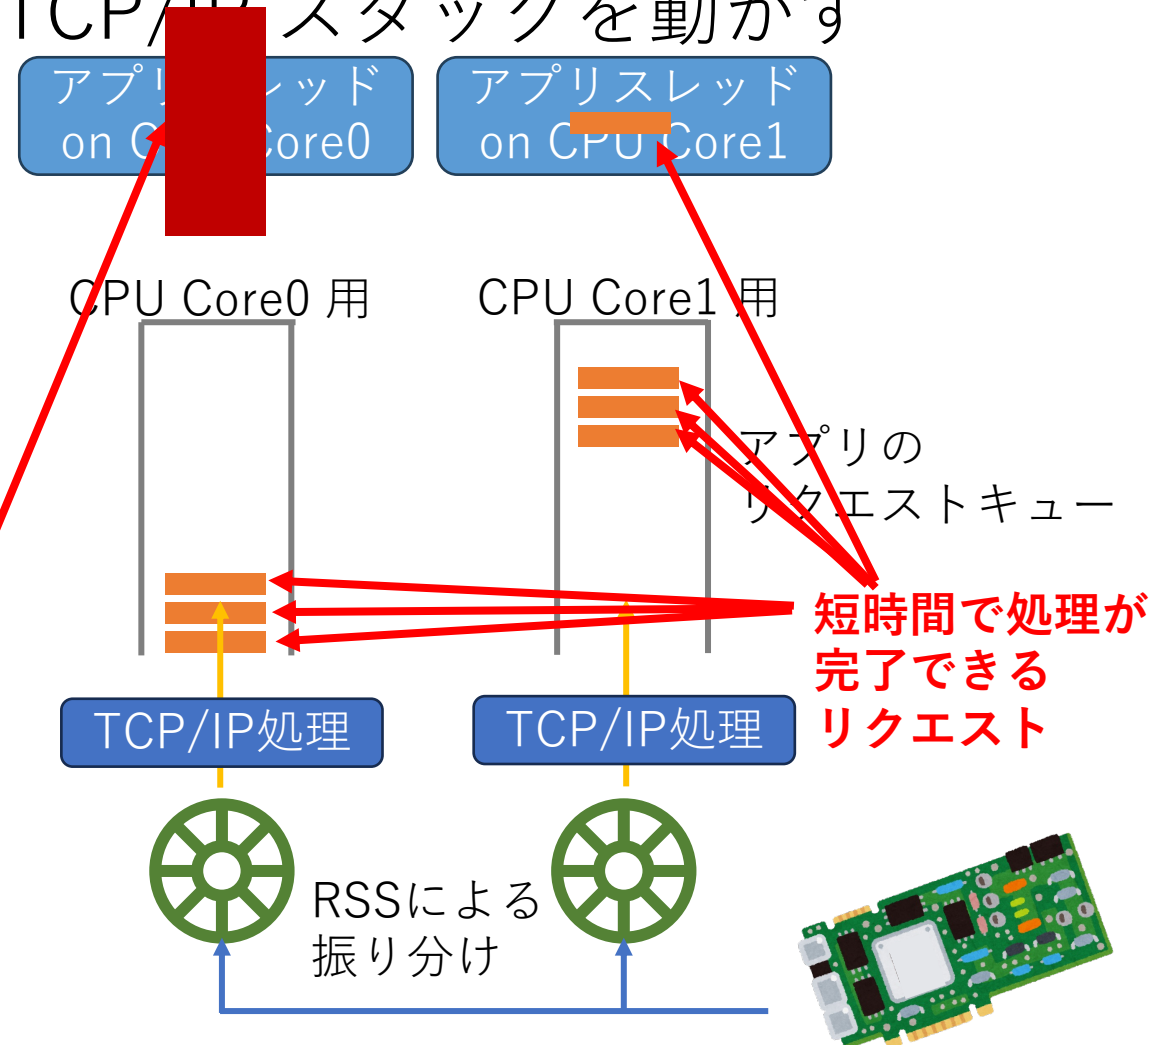 TCP/IP スタックを動かす
アプリスレッド
on CPU Core0
アプリスレッド
on CPU Core1
CPU Core0 用
CPU Core1 用
アプリの
リクエストキュー
短時間で処理が
完了できる
リクエスト
TCP/IP処理
TCP/IP処理
RSSによる
振り分け